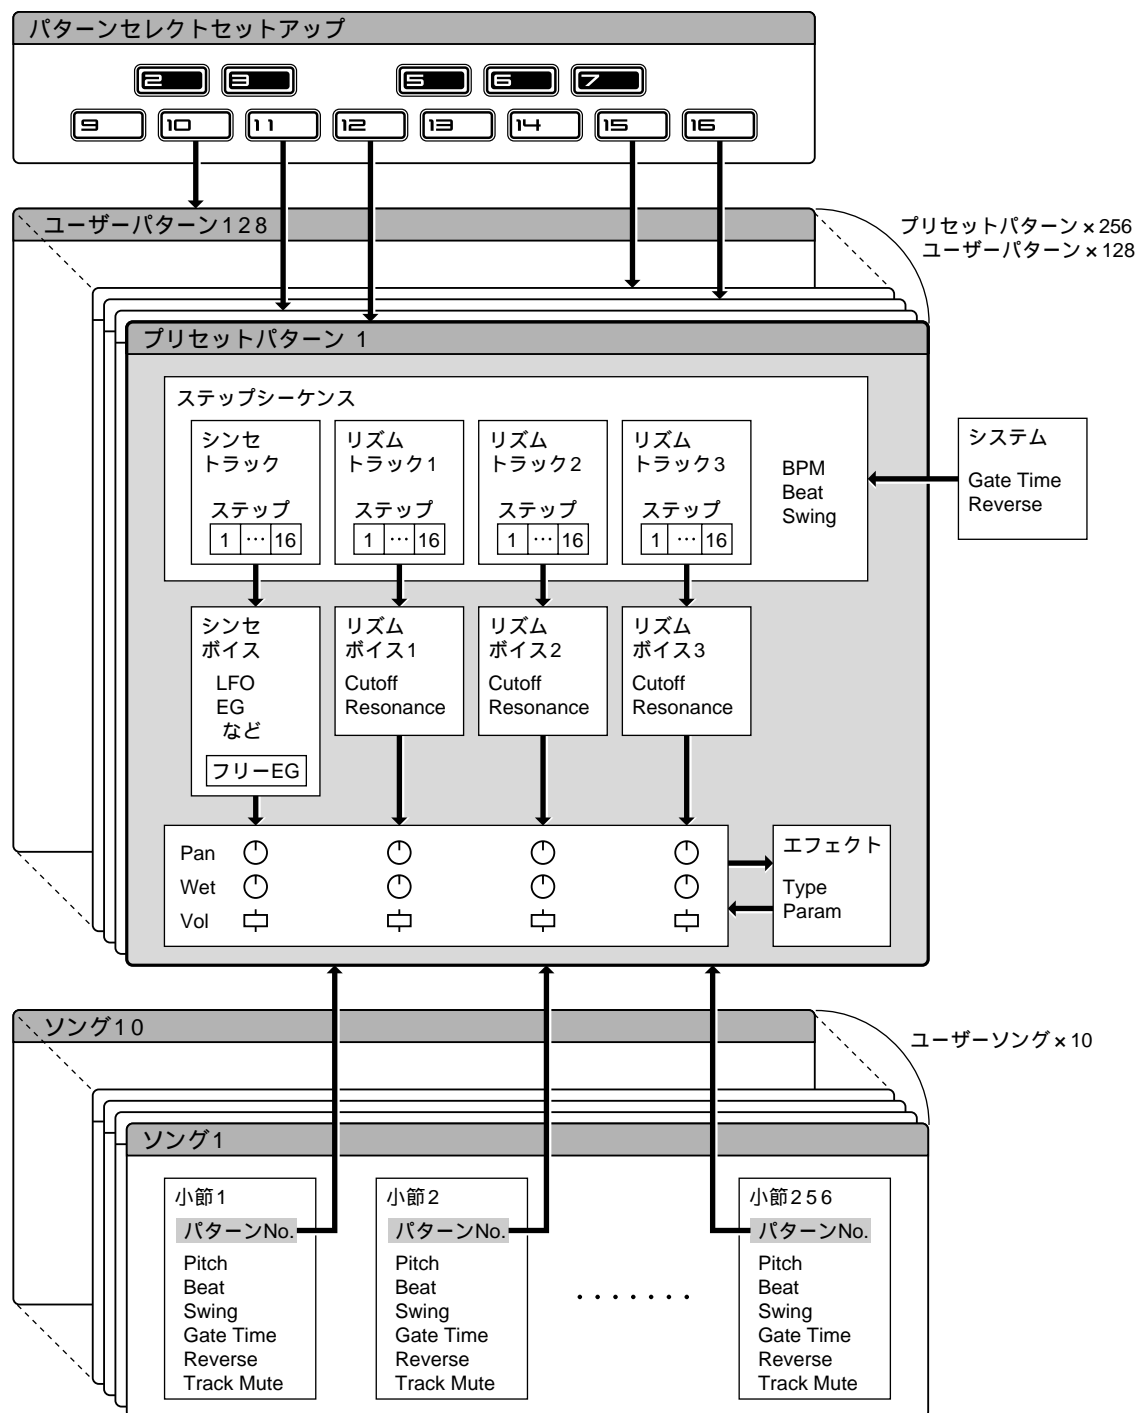 パターンセレクトセットアップ
2 3 5 6 7
9 10 11 12 13 14 15 16
ユーザーパターン128
プリセットパターン×256
ユーザーパターン×128
プリセットパターン 1
ステップシーケンス
シンセ
トラック
ステップ
1 … 16
リズム
トラック1
ステップ
1 … 16
リズム
トラック2
ステップ
1 … 16
リズム
トラック3
ステップ
1 … 16
BPM
Beat
Swing
システム
Gate Time
Reverse
シンセ
ボイス
LFO
EG
など
フリーEG
リズム
ボイス1
Cutoff
Resonance
リズム
ボイス2
Cutoff
Resonance
リズム
ボイス3
Cutoff
Resonance
Pan
Wet
Vol
エフェクト
Type
Param
ソング10
ユーザーソング×10
ソング1
小節1
パターンNo.
Pitch
Beat
Swing
Gate Time
Reverse
Track Mute
小節2
パターンNo.
Pitch
Beat
Swing
Gate Time
Reverse
Track Mute
・・・・・・・
小節256
パターンNo.
Pitch
Beat
Swing
Gate Time
Reverse
Track Mute